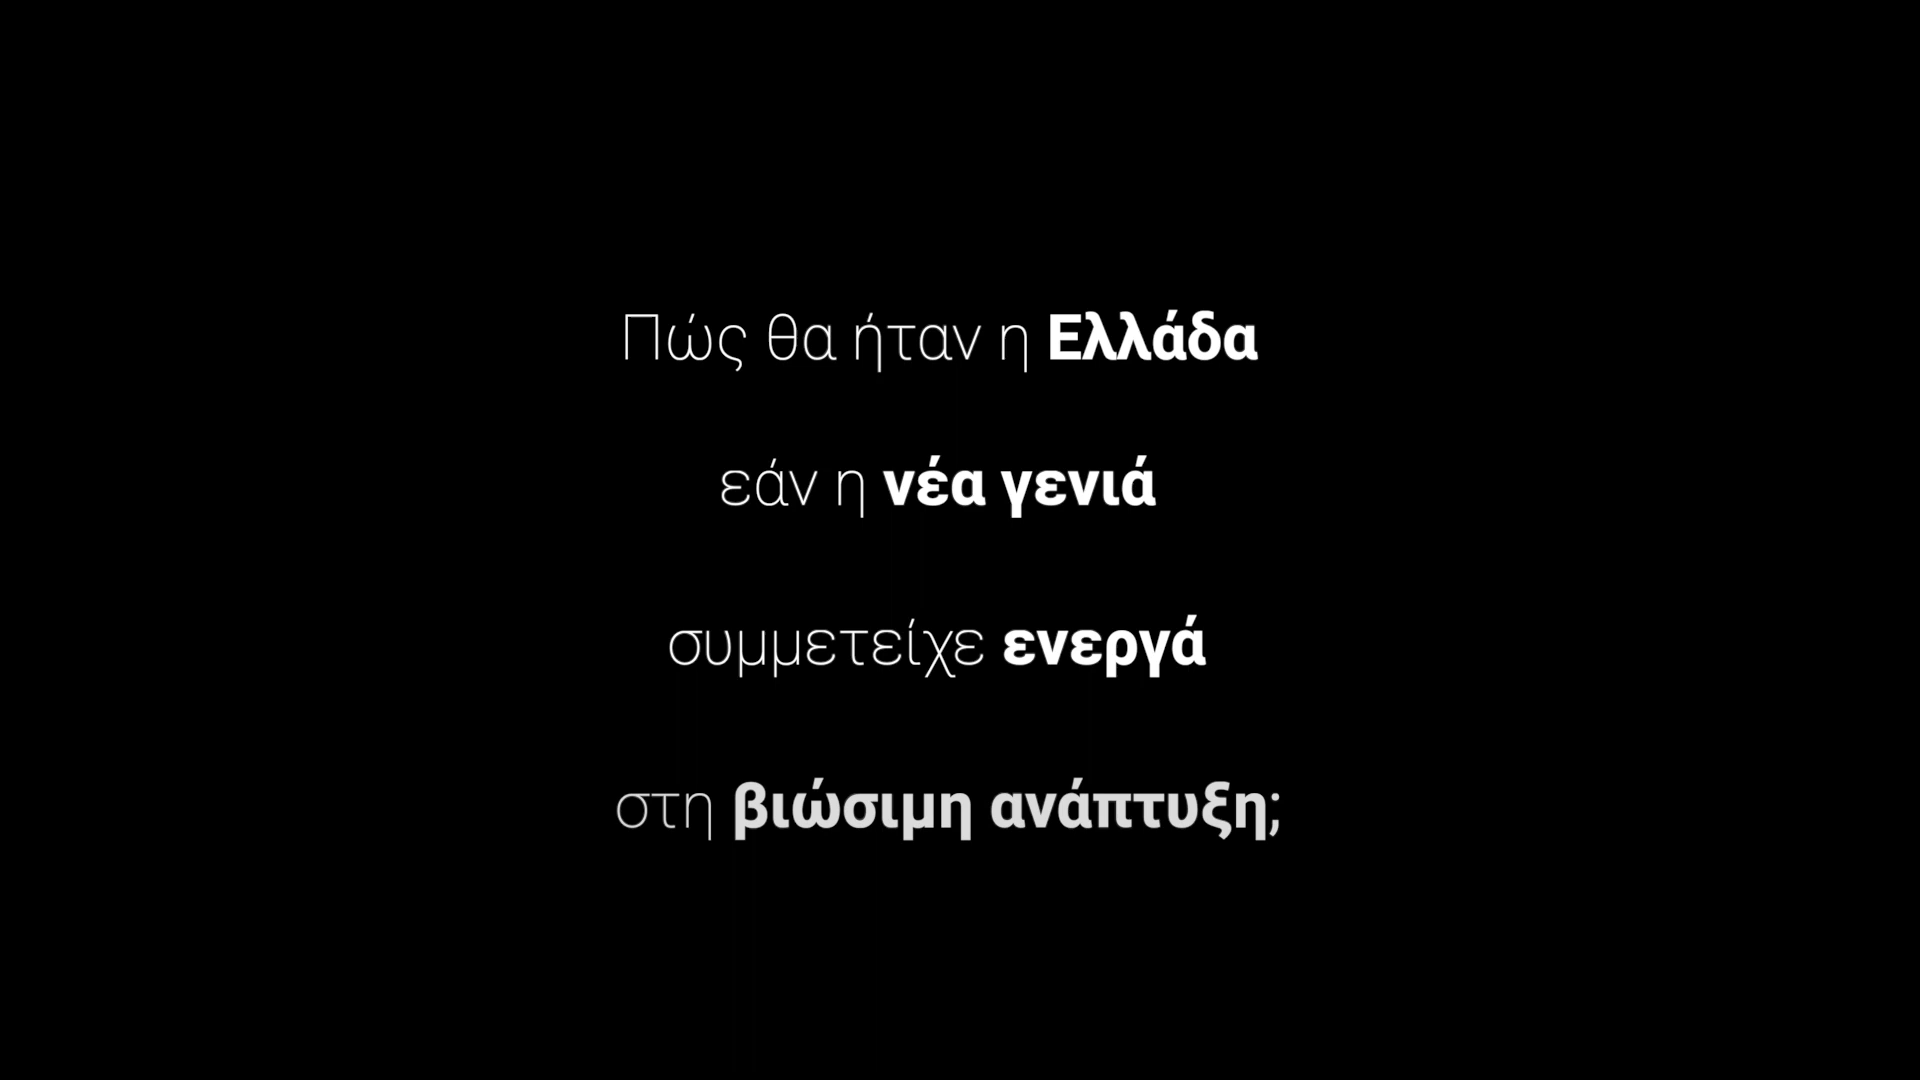 Πώς θα ήταν η Ελλάδα
εάν η νέα γενιά
συμμετείχε ενεργά
στη βιώσιμη ανάπτυξη;